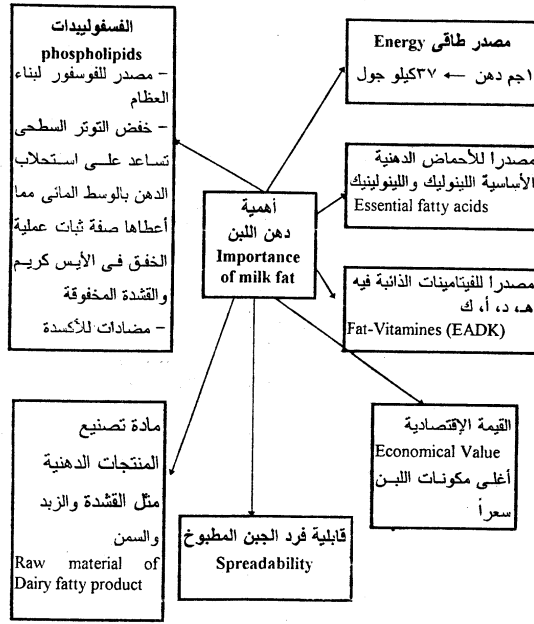 الفسفوليبدات
phospholipids
– مصدر للفوسفور لبناء
العظام
– خفض التوتر السطحى
تساعد على استحلاب
الدهن بالوسط المائى مما
أعطاها صفة ثبات عملية
الخفق فى الأيس كريم
والقشدة المخفوقة
– مضادات للأكسدة
مصدر طاقى Energy
١جم دهن ← ٣٧كيلو جول
مصدرا للأحماض الدهنية
الأساسية اللينوليك واللينولينيك
Essential fatty acids
أهمية
دهن اللبن
Importance
of milk fat
مصدرا للفيتامينات الذائبة فيه
هـ، د، أ، ك
Fat-Vitamines (EADK)
القيمة الإقتصادية
Economical Value
أغلى مكونات اللبن
سعراً
مادة تصنيع
المنتجات الدهنية
مثل القشدة والزبد
والسمن
Raw material of
Dairy fatty product
قابلية فرد الجبن المطبوخ
Spreadability